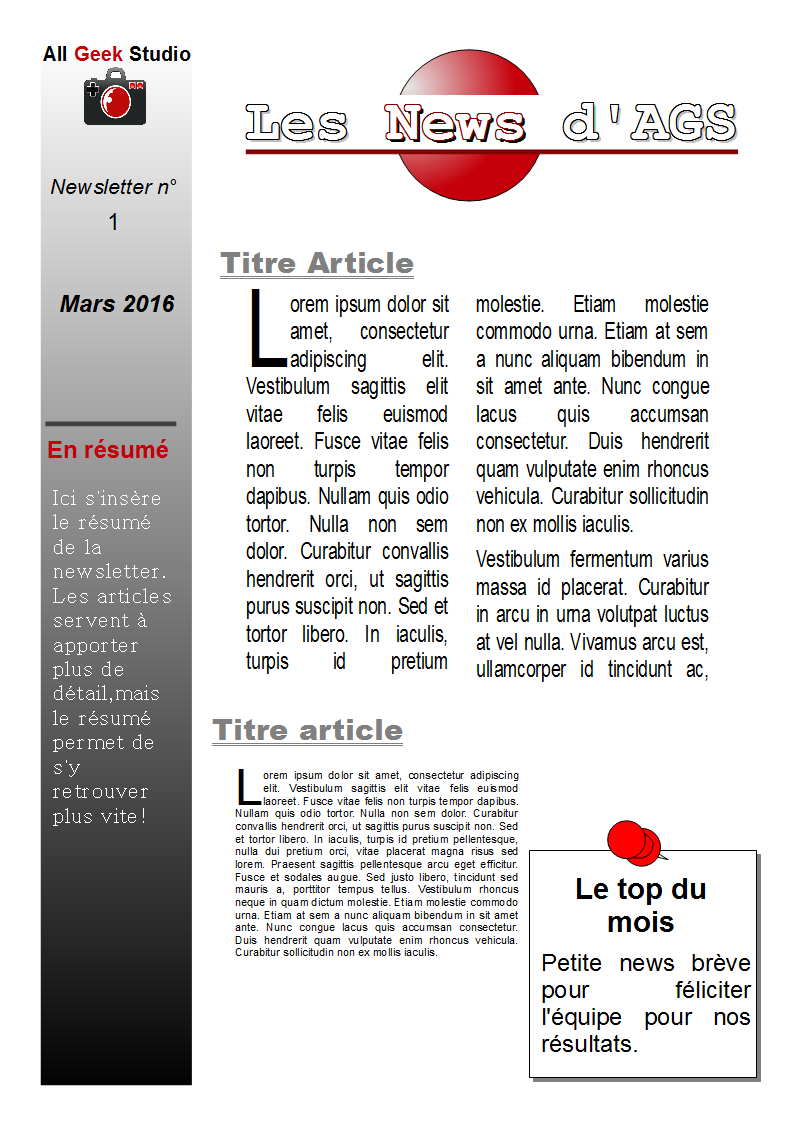 All Geek Studio
Newsletter n°
1
Mars 2016
En résumé
Ici s'insère
le résumé
de la
newsletter.
Les articles
servent à
apporter
plus de
détail,mais
le résumé
permet de
s'y
retrouver
plus vite!
Les News d'AGS
Titre Article
Lorem ipsum dolor sit
amet, consectetur
adipiscing elit.
Vestibulum sagittis elit
vitae felis euismod
laoreet. Fusce vitae felis
non turpis tempor
dapibus. Nullam quis odio
tortor. Nulla non sem
dolor. Curabitur convallis
hendrerit orci, ut sagittis
purus suscipit non. Sed et
tortor libero. In iaculis,
turpis id pretium
molestie. Etiam molestie
commodo urna. Etiam at sem
a nunc aliquam bibendum in
sit amet ante. Nunc congue
lacus quis accumsan
consectetur. Duis hendrerit
quam vulputate enim rhoncus
vehicula. Curabitur sollicitudin
non ex mollis iaculis.
Vestibulum fermentum varius
massa id placerat. Curabitur
in arcu in urna volutpat luctus
at vel nulla. Vivamus arcu est,
ullamcorper id tincidunt ac,
Titre article
Lorem ipsum dolor sit amet, consectetur adipiscing
elit. Vestibulum sagittis elit vitae felis euismod
laoreet. Fusce vitae felis non turpis tempor dapibus.
Nullam quis odio tortor. Nulla non sem dolor. Curabitur
convallis hendrerit orci, ut sagittis purus suscipit non. Sed
et tortor libero. In iaculis, turpis id pretium pellentesque,
nulla dui pretium orci, vitae placerat magna risus sed
lorem. Praesent sagittis pellentesque arcu eget efficitur.
Fusce et sodales augue. Sed justo libero, tincidunt sed
mauris a, porttitor tempus tellus. Vestibulum rhoncus
neque in quam dictum molestie. Etiam molestie commodo
urna. Etiam at sem a nunc aliquam bibendum in sit amet
ante. Nunc congue lacus quis accumsan consectetur.
Duis hendrerit quam vulputate enim rhoncus vehicula.
Curabitur sollicitudin non ex mollis iaculis.
Le top du
mois
Petite news brève
pour féliciter
l'équipe pour nos
résultats.